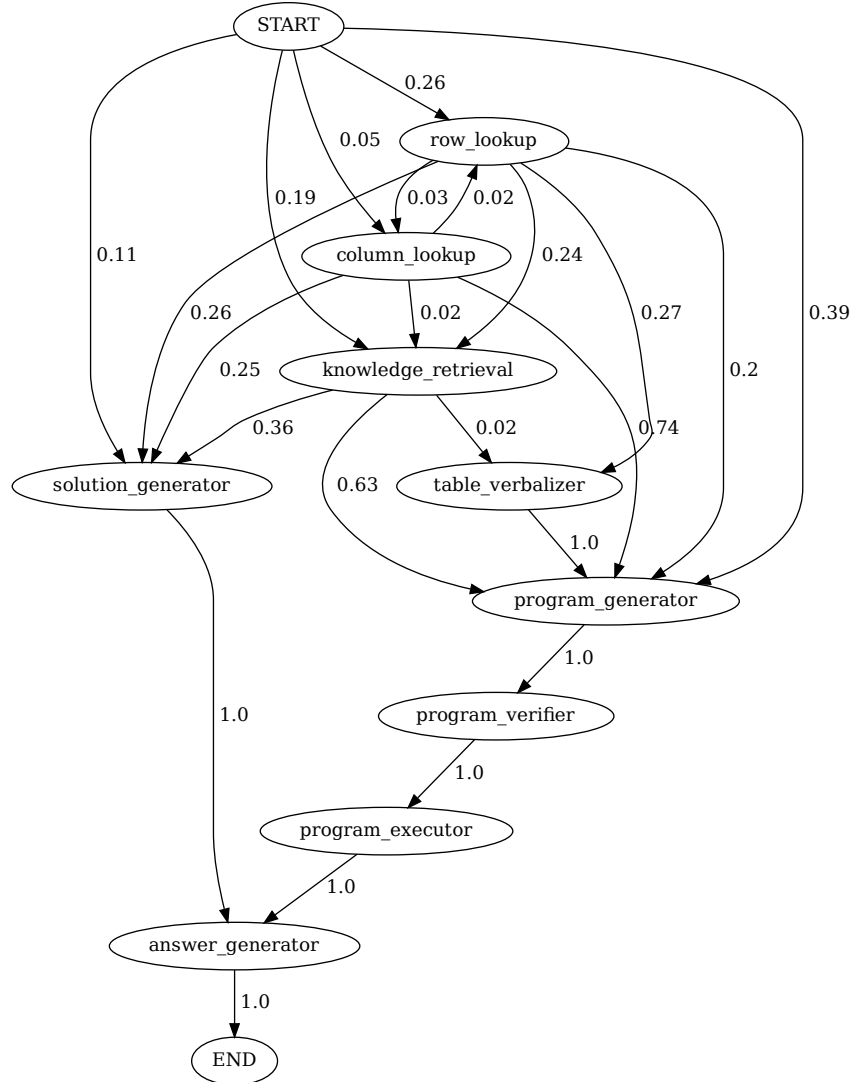 START
0.26
row_lookup
0.05
0.19
0.03
0.02
0.11
column_lookup
0.24
0.26
0.02
0.27
0.39
0.25
knowledge_retrieval
0.2
0.36
0.02
0.74
solution_generator
0.63
table_verbalizer
1.0
program_generator
1.0
1.0
program_verifier
1.0
program_executor
1.0
answer_generator
1.0
END